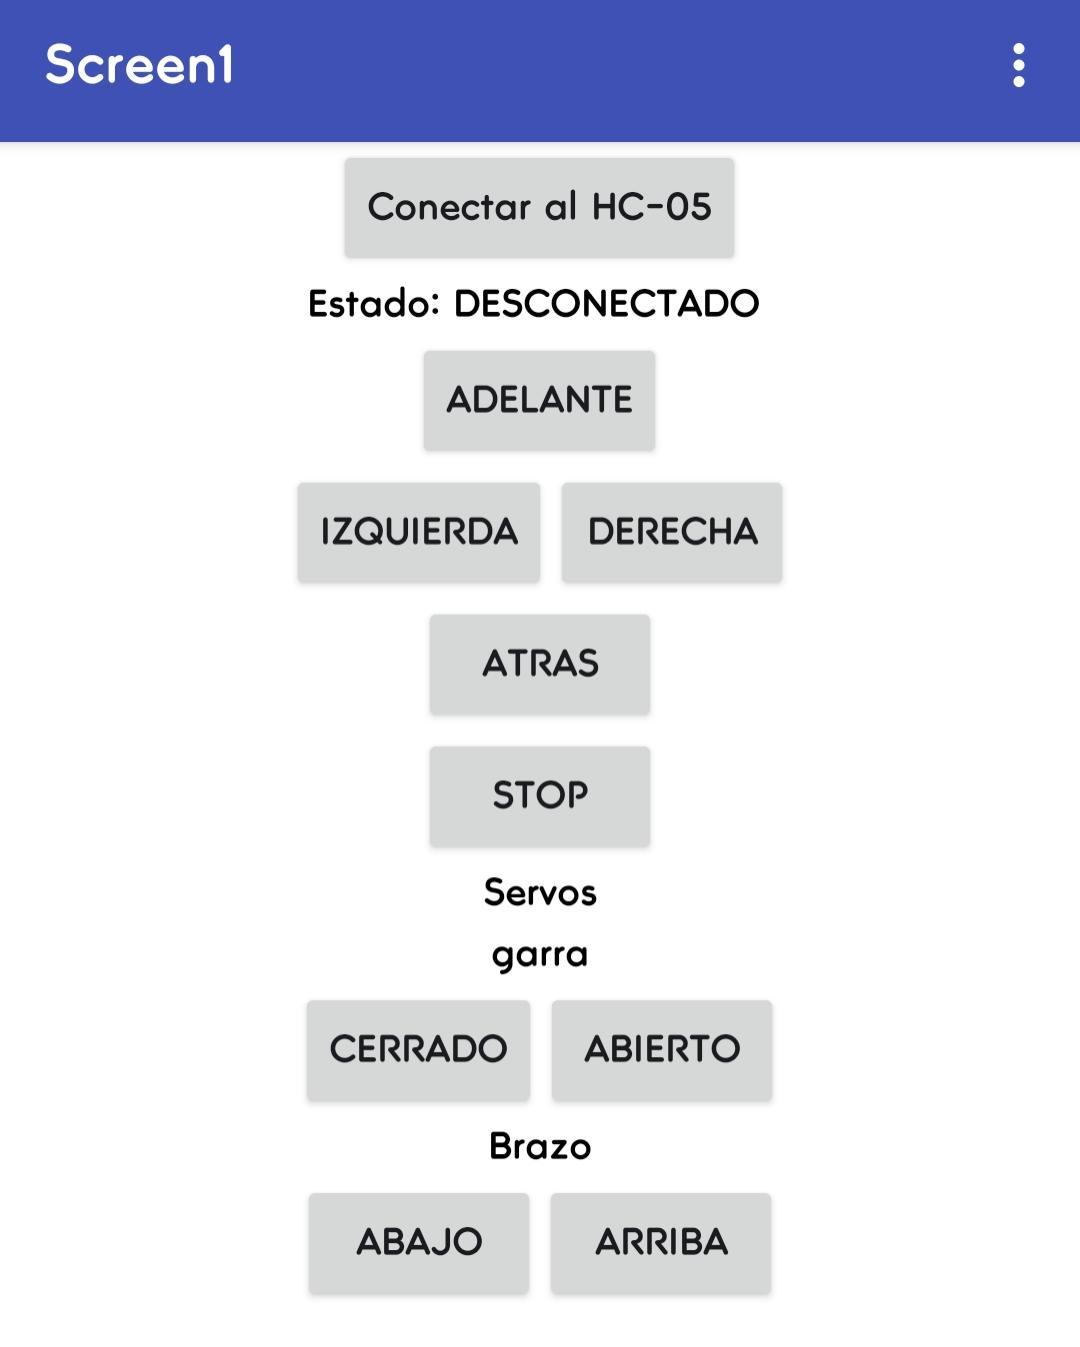 Screen1
Conectar al HC-05
Estado: DESCONECTADO
ADELANTE
IZQUIERDA DERECHA
ATRAS
STOP
Servos
garra
CERRADO ABIERTO
Brazo
ABAJO ARRIBA